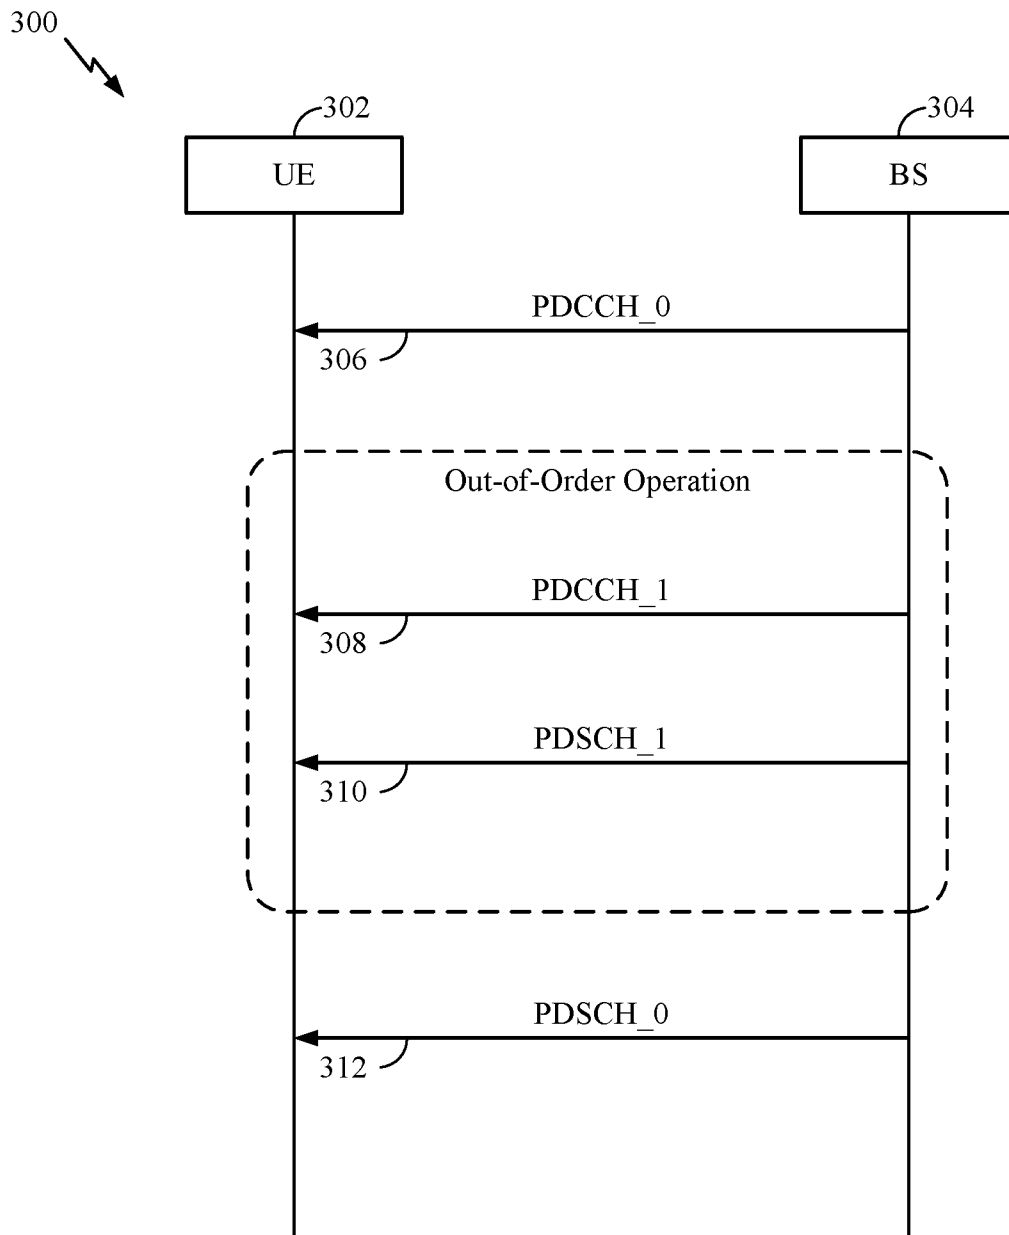 300
302
304
UE
BS
PDCCH_0
306
Out-of-Order Operation
PDCCH_1
308
PDSCH_1
310
PDSCH_0
312